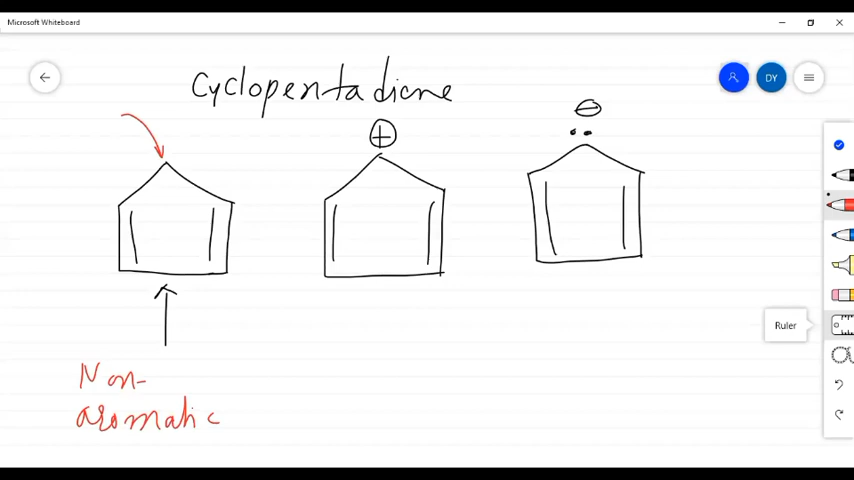 Microsoft Whiteboard
DY
Cyclopentadiene
+
-
Ruler
Non-
aromatic